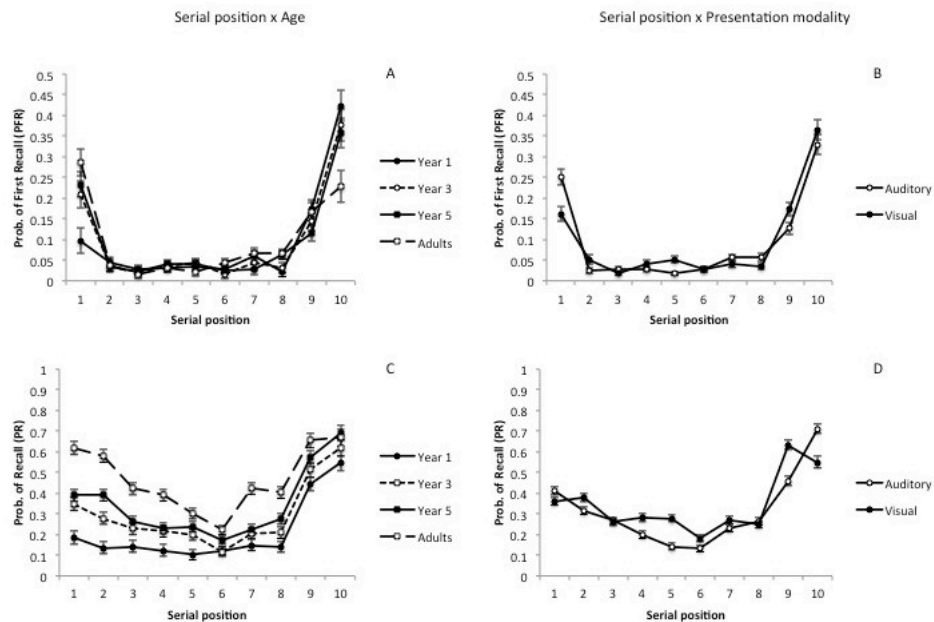 Serial position x Age
Serial position x Presentation modality
A
Prob. of First Recall (PFR)
0.5
0.45
0.4
0.35
0.3
0.25
0.2
0.15
0.1
0.05
0
1 2 3 4 5 6 7 8 9 10
Serial position
Year 1
Year 3
Year 5
Adults
B
Prob. of First Recall (PFR)
0.5
0.45
0.4
0.35
0.3
0.25
0.2
0.15
0.1
0.05
0
1 2 3 4 5 6 7 8 9 10
Serial position
Auditory
Visual
C
Prob. of Recall (PR)
1
0.9
0.8
0.7
0.6
0.5
0.4
0.3
0.2
0.1
0
1 2 3 4 5 6 7 8 9 10
Serial position
Year 1
Year 3
Year 5
Adults
D
Prob. of Recall (PR)
1
0.9
0.8
0.7
0.6
0.5
0.4
0.3
0.2
0.1
0
1 2 3 4 5 6 7 8 9 10
Serial position
Auditory
Visual